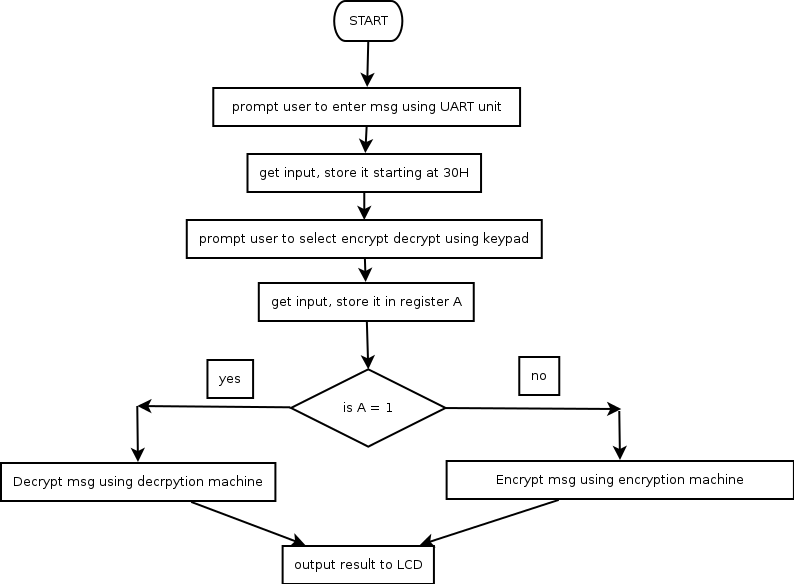 START
prompt user to enter msg using UART unit
get input, store it starting at 30H
prompt user to select encrypt decrypt using keypad
get input, store it in register A
yes
no
is A = 1
Decrypt msg using decrpytion machine
Encrypt msg using encryption machine
output result to LCD